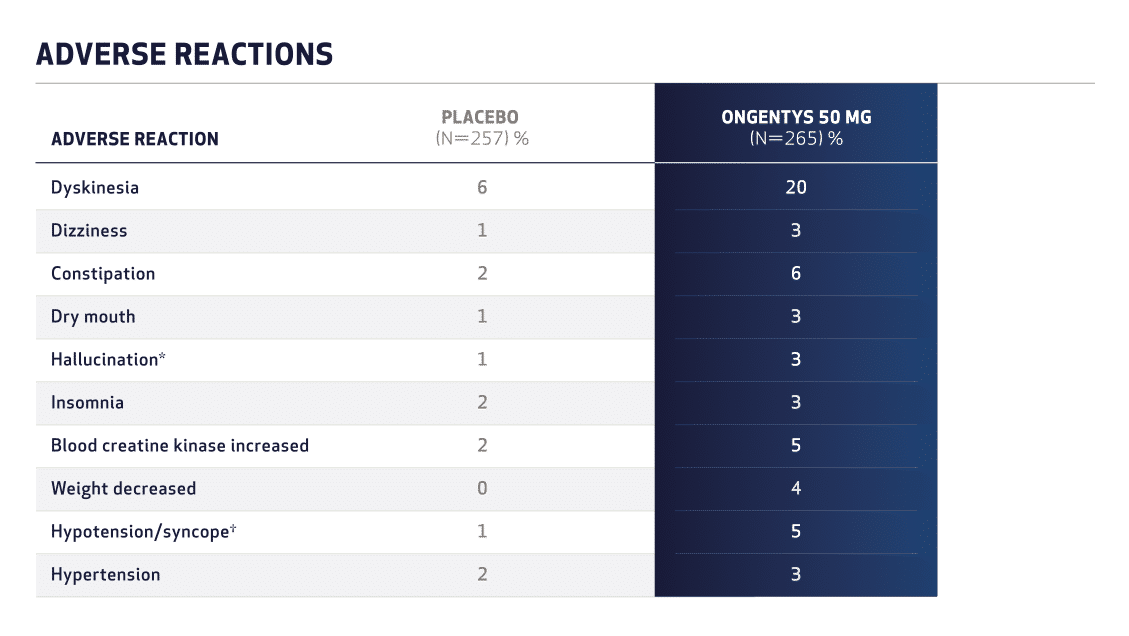 ADVERSE REACTIONS
ADVERSE REACTION PLACEBO (N=257) % ONGENTYS 50 MG (N=265) %
Dyskinesia 6 20
Dizziness 1 3
Constipation 2 6
Dry mouth 1 3
Hallucination* 1 3
Insomnia 2 3
Blood creatine kinase increased 2 5
Weight decreased 0 4
Hypotension/syncope† 1 5
Hypertension 2 3